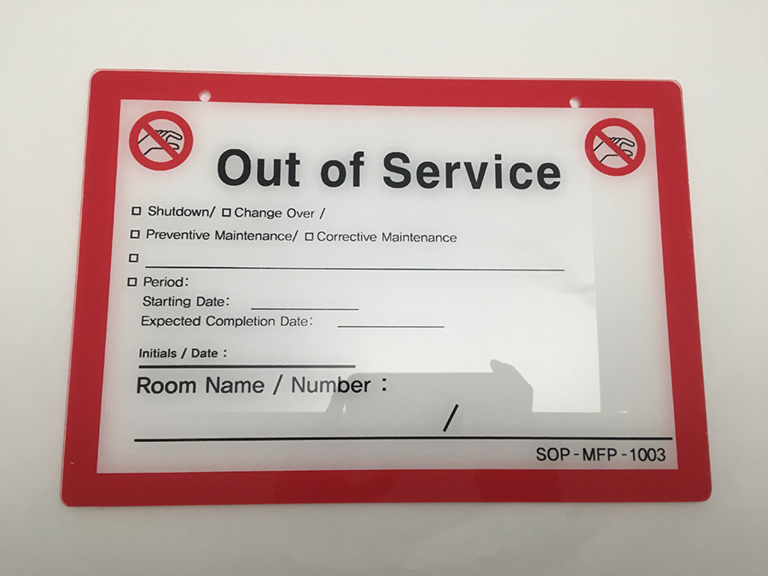 Out of Service
□ Shutdown/ □ Change Over /
□ Preventive Maintenance/ □ Corrective Maintenance
□
□ Period:
Starting Date:
Expected Completion Date:
Initials / Date :
Room Name / Number :
/
SOP-MFP-1003